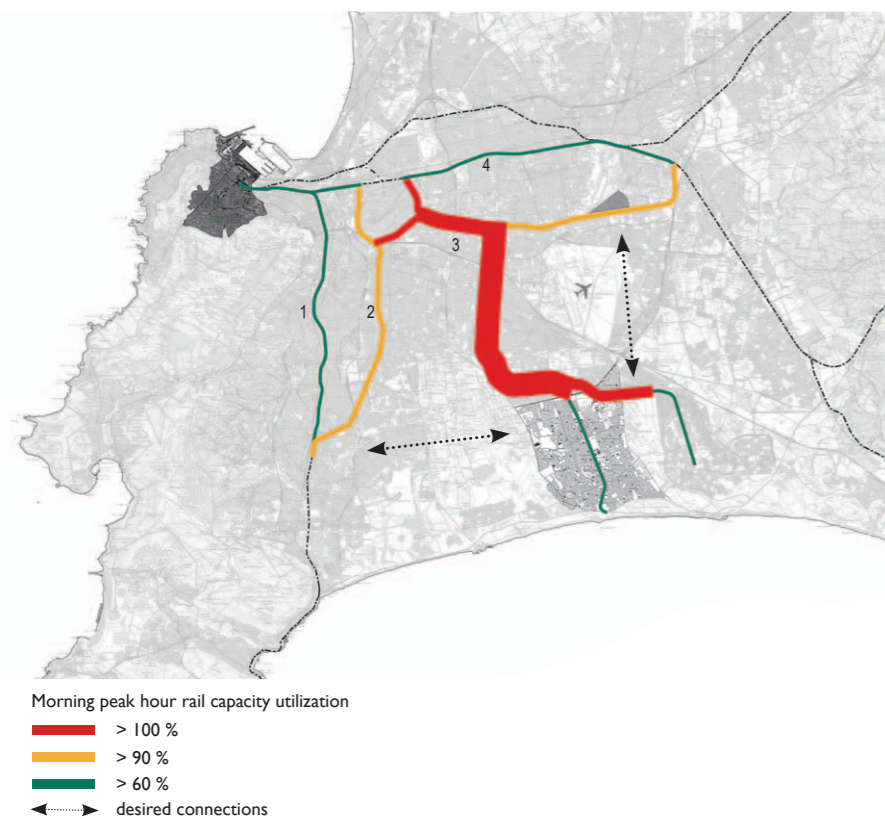 4
3
1
2
Morning peak hour rail capacity utilization
> 100 %
> 90 %
> 60 %
desired connections